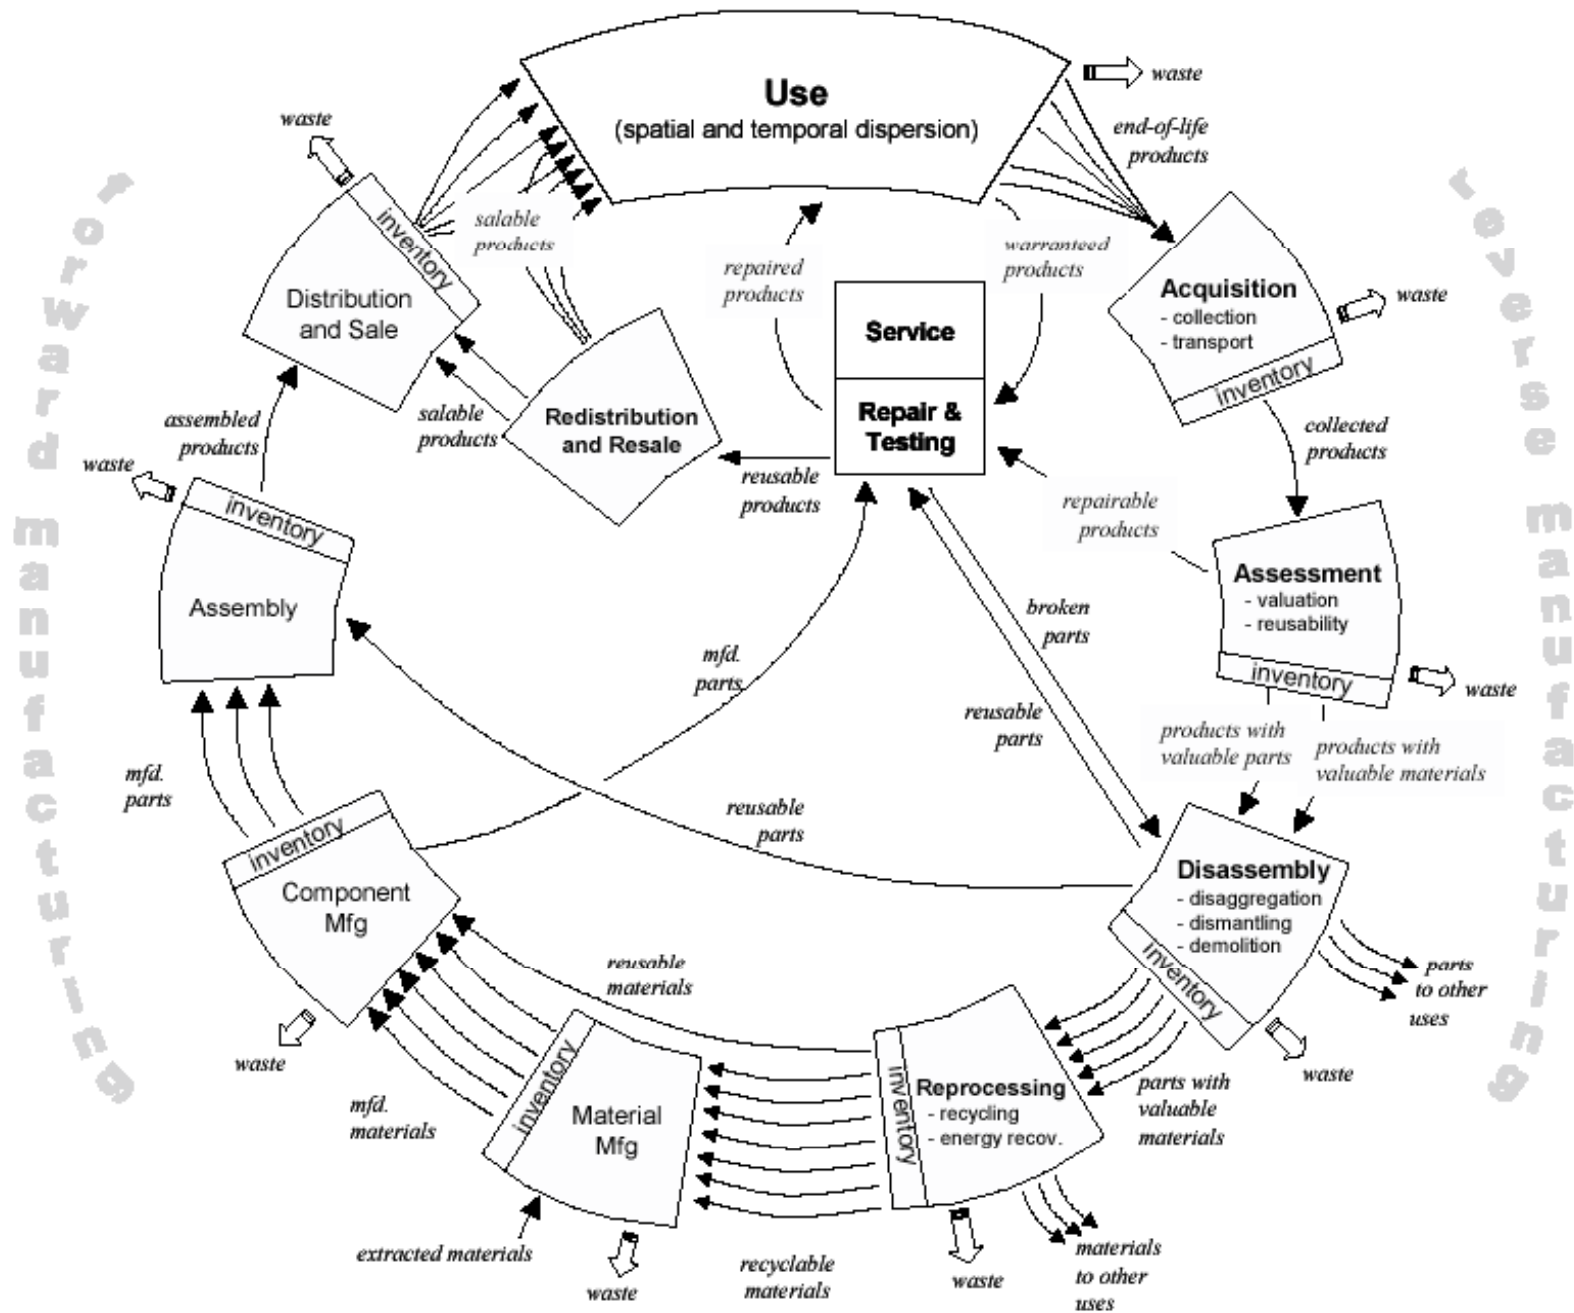 Use
(spatial and temporal dispersion)
waste
end-of-life
products
waste
inventory
Distribution
and Sale
salable
products
repaired
products
warranteed
products
Service
Repair &
Testing
Acquisition
- collection
- transport
inventory
waste
collected
products
Redistribution
and Resale
salable
products
reusable
products
repairable
products
assembled
products
waste
inventory
Assembly
Assessment
- valuation
- reusability
inventory
waste
broken
parts
reusable
parts
mfd.
parts
products with
valuable parts
products with
valuable materials
mfd.
parts
reusable
parts
inventory
Component
Mfg
waste
Disassembly
- disaggregation
- dismantling
- demolition
inventory
parts
to other
uses
waste
reusable
materials
parts with
valuable
materials
Reprocessing
- recycling
- energy recov.
inventory
waste
materials
to other
uses
recyclable
materials
inventory
Material
Mfg
waste
mfd.
materials
extracted materials
forward manufacturing
reverse manufacturing